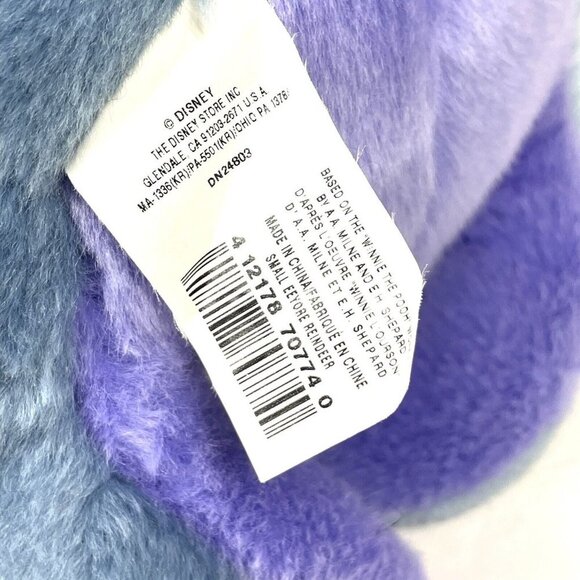 © DISNEY
THE DISNEY STORE INC
GLENDALE, CA 91203-2671 U.S.A
MA-1336(KR)/PA-5501(KR)/OHIO, PA 1378
DN24803
BASED ON THE 'WINNIE THE POOH'
BY A A MILNE AND E.H. SHEPARD
D'APRÈS L'OEUVRE 'WINNIE L'OURSON
D' A.A. MILNE ET E.H. SHEPARD
MADE IN CHINA/FABRIQUÉ EN CHINE
SMALL EEYORE REINDEER
4 12178 70774 0